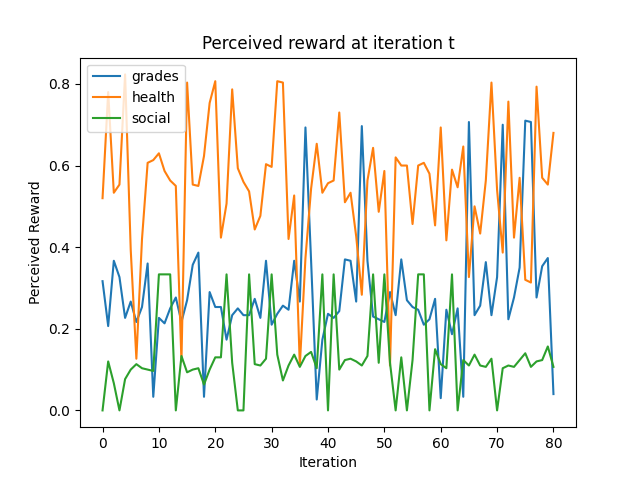 Perceived reward at iteration t
grades
health
social
Perceived Reward
0.8
0.6
0.4
0.2
0.0
0 10 20 30 40 50 60 70 80
Iteration